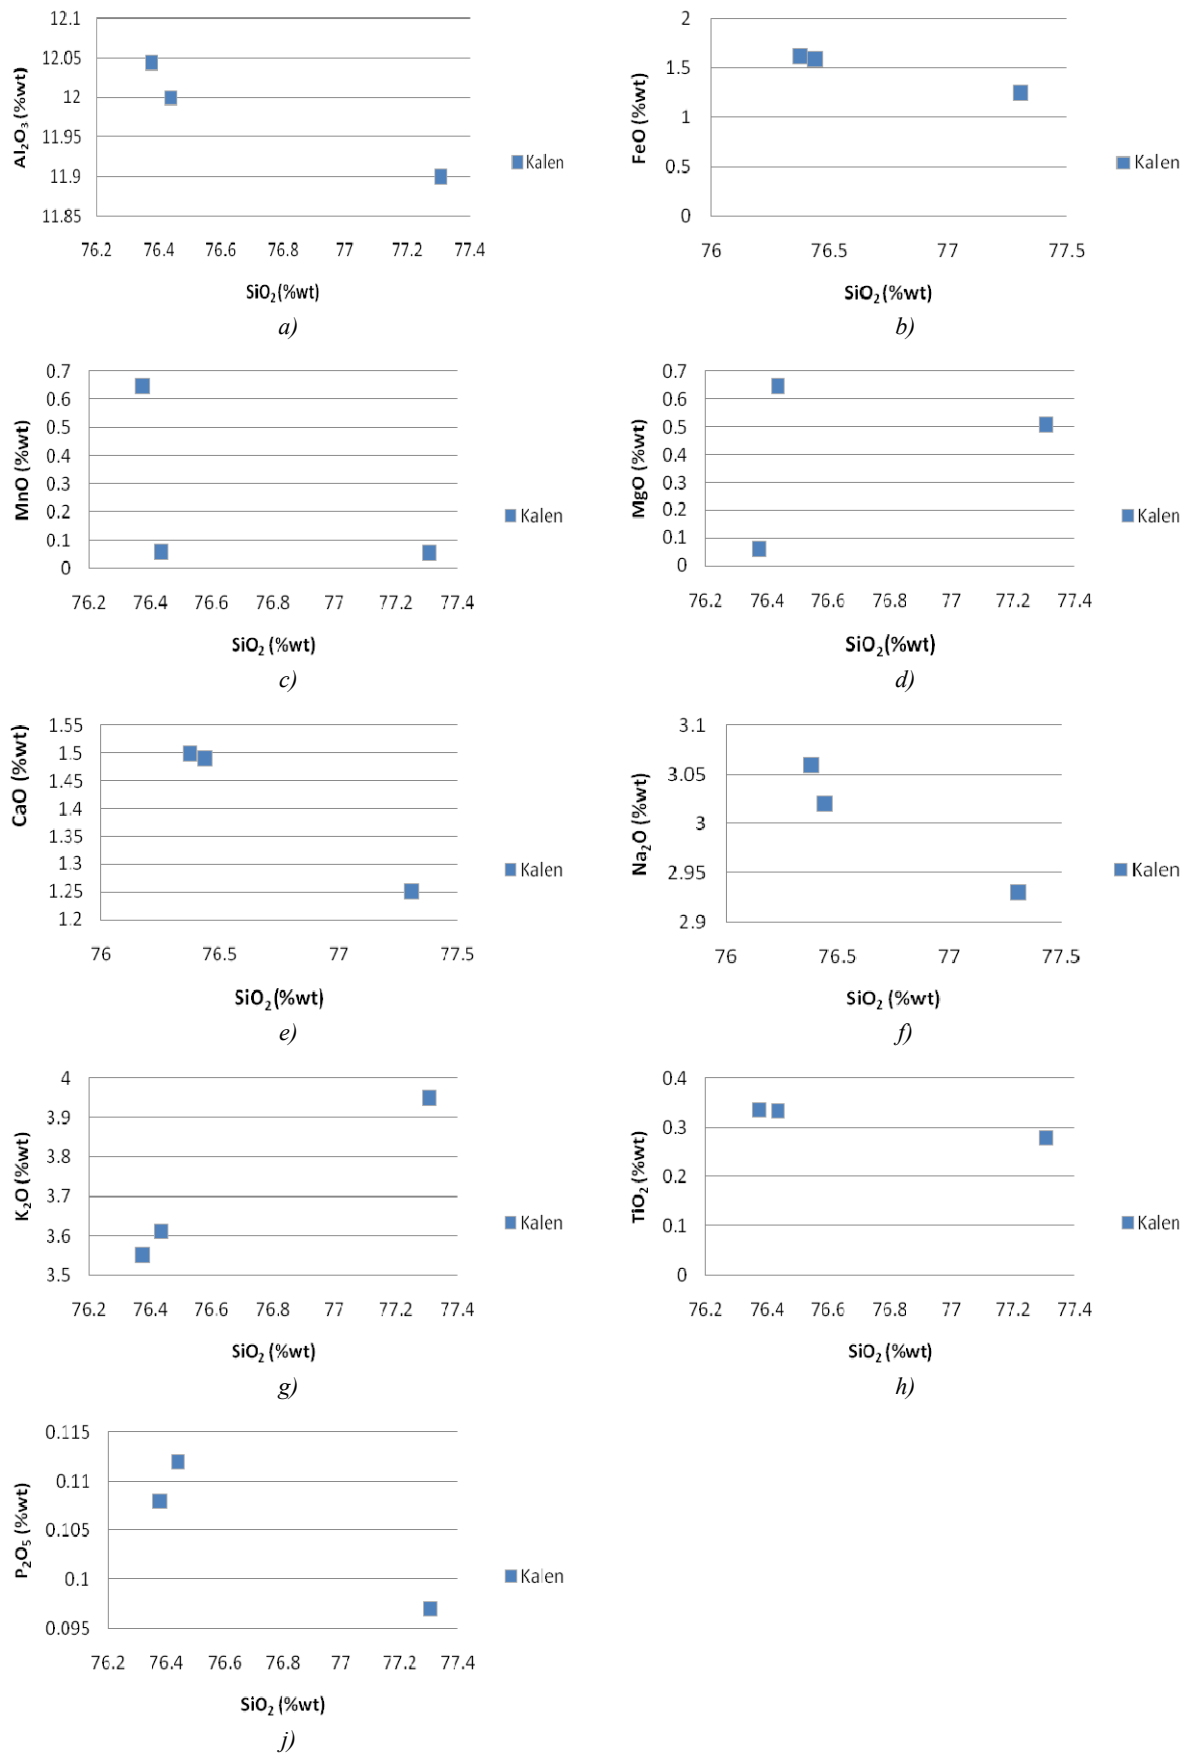 12.1
12.05
12
11.95
11.9
11.85
Al₂O₃ (%wt)
76.2 76.4 76.6 76.8 77 77.2 77.4
SiO₂ (%wt)
Kalen
a)
2
1.5
1
0.5
0
FeO (%wt)
76 76.5 77 77.5
SiO₂ (%wt)
Kalen
b)
0.7
0.6
0.5
0.4
0.3
0.2
0.1
0
MnO (%wt)
76.2 76.4 76.6 76.8 77 77.2 77.4
SiO₂ (%wt)
Kalen
c)
0.7
0.6
0.5
0.4
0.3
0.2
0.1
0
MgO (%wt)
76.2 76.4 76.6 76.8 77 77.2 77.4
SiO₂ (%wt)
Kalen
d)
1.55
1.5
1.45
1.4
1.35
1.3
1.25
1.2
CaO (%wt)
76 76.5 77 77.5
SiO₂ (%wt)
Kalen
e)
3.1
3.05
3
2.95
2.9
Na₂O (%wt)
76 76.5 77 77.5
SiO₂ (%wt)
Kalen
f)
4
3.9
3.8
3.7
3.6
3.5
K₂O (%wt)
76.2 76.4 76.6 76.8 77 77.2 77.4
SiO₂ (%wt)
Kalen
g)
0.4
0.3
0.2
0.1
0
TiO₂ (%wt)
76.2 76.4 76.6 76.8 77 77.2 77.4
SiO₂ (%wt)
Kalen
h)
0.115
0.11
0.105
0.1
0.095
P₂O₅ (%wt)
76.2 76.4 76.6 76.8 77 77.2 77.4
SiO₂ (%wt)
Kalen
j)